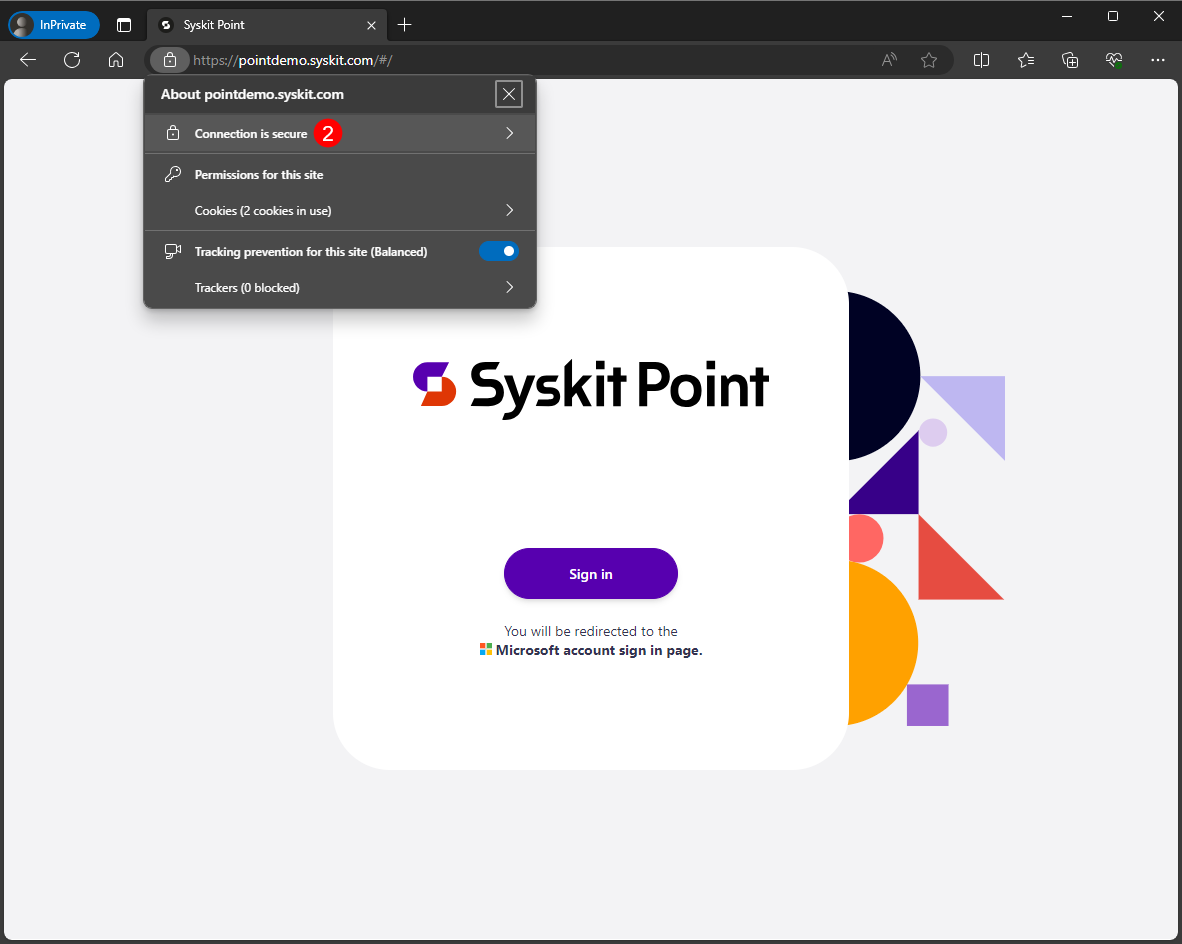 InPrivate
Syskit Point
https://pointdemo.syskit.com/#/
About pointdemo.syskit.com
Connection is secure 2
Permissions for this site
Cookies (2 cookies in use)
Tracking prevention for this site (Balanced)
Trackers (0 blocked)
Syskit Point
Sign in
You will be redirected to the
Microsoft account sign in page.